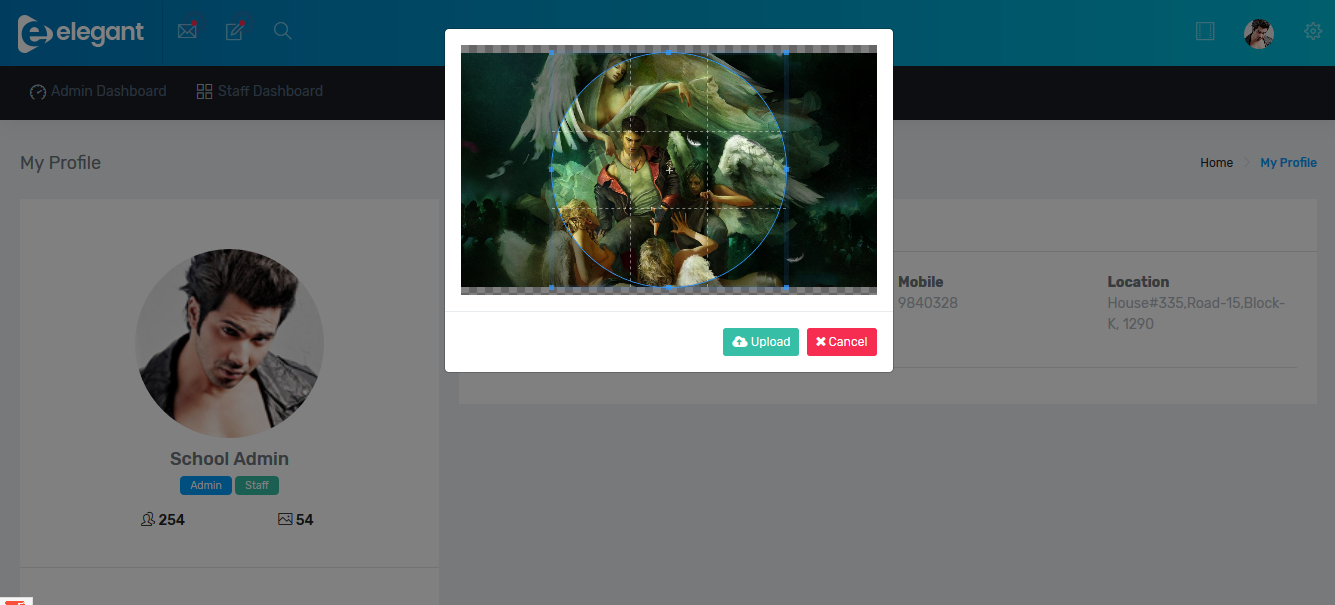 elegant
Admin Dashboard
Staff Dashboard
My Profile
Home
My Profile
School Admin
Admin
Staff
254
54
Mobile
9840328
Location
House#335,Road-15,Block-
K, 1290
Upload
Cancel